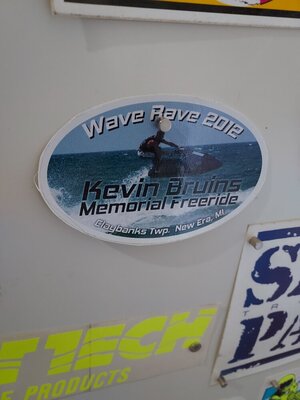 Wave Rave 2012
Kevin Bruins
Memorial Freeride
Claybanks Twp. New Era, MI
TECH
PRODUCTS